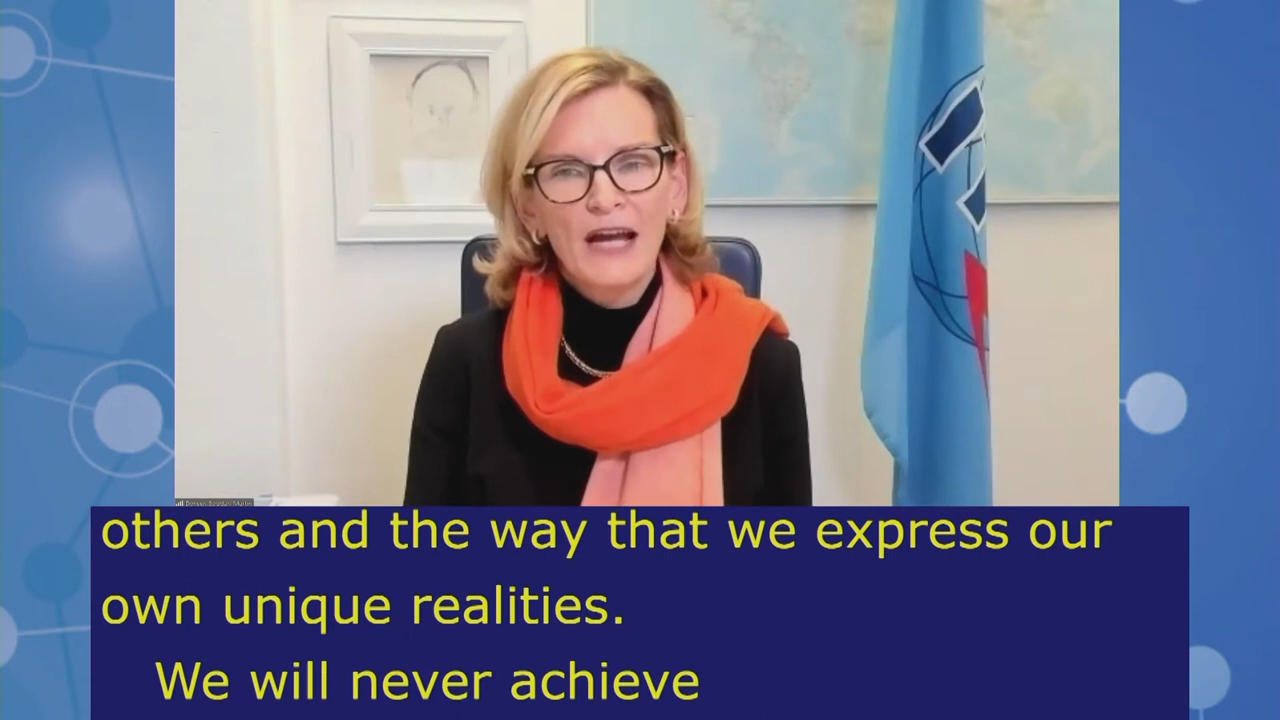 others and the way that we express our
own unique realities.
We will never achieve